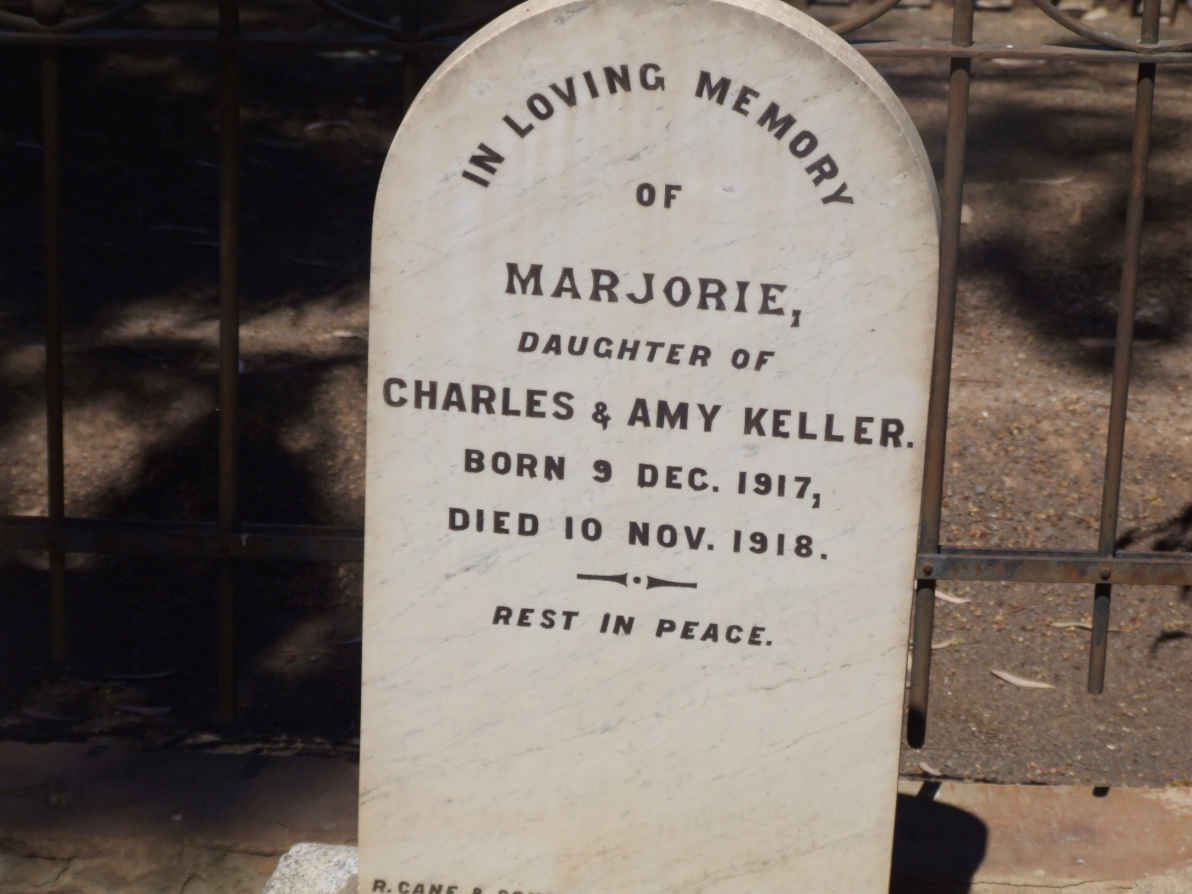 IN LOVING MEMORY
OF
MARJORIE,
DAUGHTER OF
CHARLES & AMY KELLER.
BORN 9 DEC. 1917,
DIED 10 NOV. 1918.
REST IN PEACE.
R. CANE &